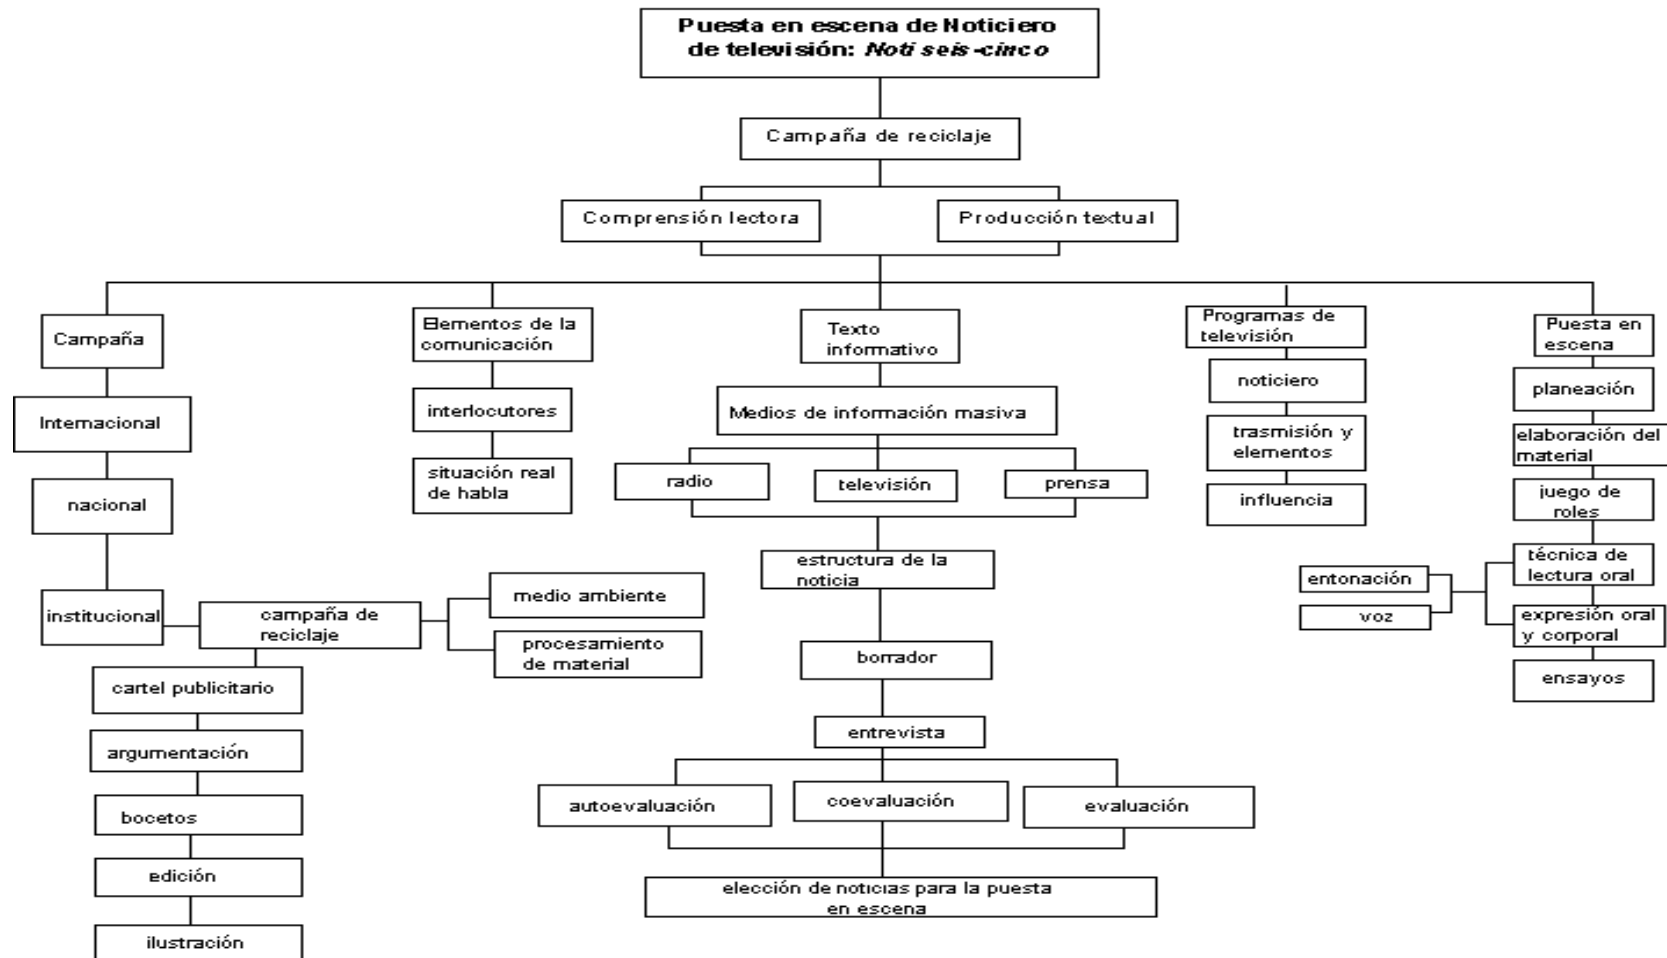 Puesta en escena de Noticiero
de televisión: Noti seis-cinco
Campaña de reciclaje
Comprensión lectora
Producción textual
Campaña
Internacional
nacional
institucional
campaña de
reciclaje
medio ambiente
procesamiento
de material
cartel publicitario
argumentación
bocetos
edición
ilustración
Elementos de la
comunicación
interlocutores
situación real
de habla
Texto
informativo
Medios de información masiva
radio
televisión
prensa
estructura de la
noticia
borrador
entrevista
autoevaluación
coevaluación
evaluación
elección de noticias para la puesta
en escena
Programas de
televisión
noticiero
trasmisión y
elementos
influencia
Puesta en
escena
planeación
elaboración del
material
juego de
roles
técnica de
lectura oral
entonación
voz
expresión oral
y corporal
ensayos